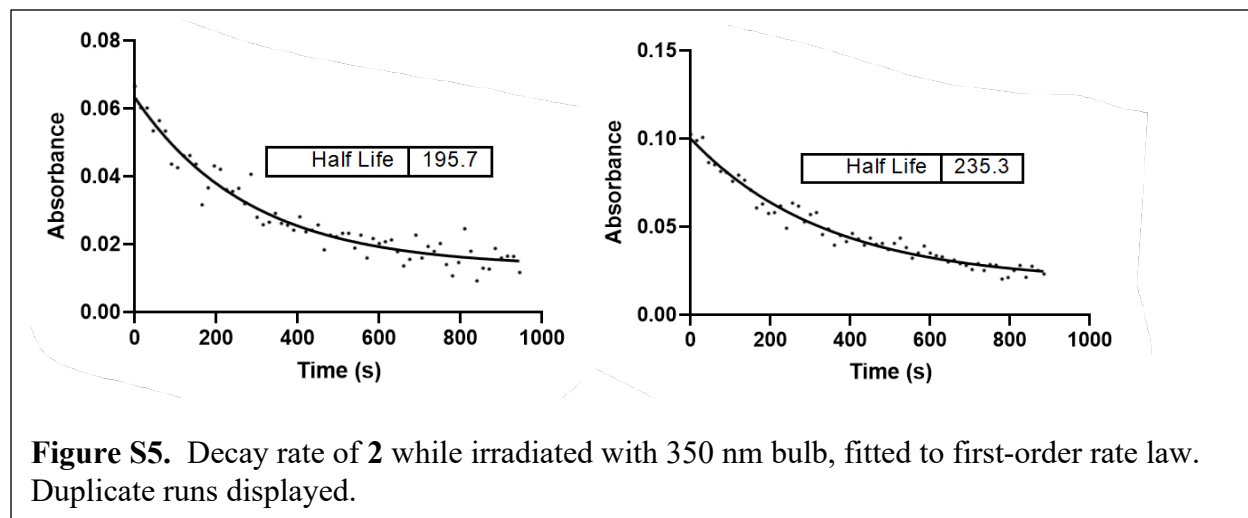 0.08
0.06
0.04
0.02
0.00
Absorbance
Half Life 195.7
0 200 400 600 800 1000
Time (s)
0.15
0.10
0.05
0.00
Absorbance
Half Life 235.3
0 200 400 600 800 1000
Time (s)
Figure S5. Decay rate of 2 while irradiated with 350 nm bulb, fitted to first-order rate law.
Duplicate runs displayed.